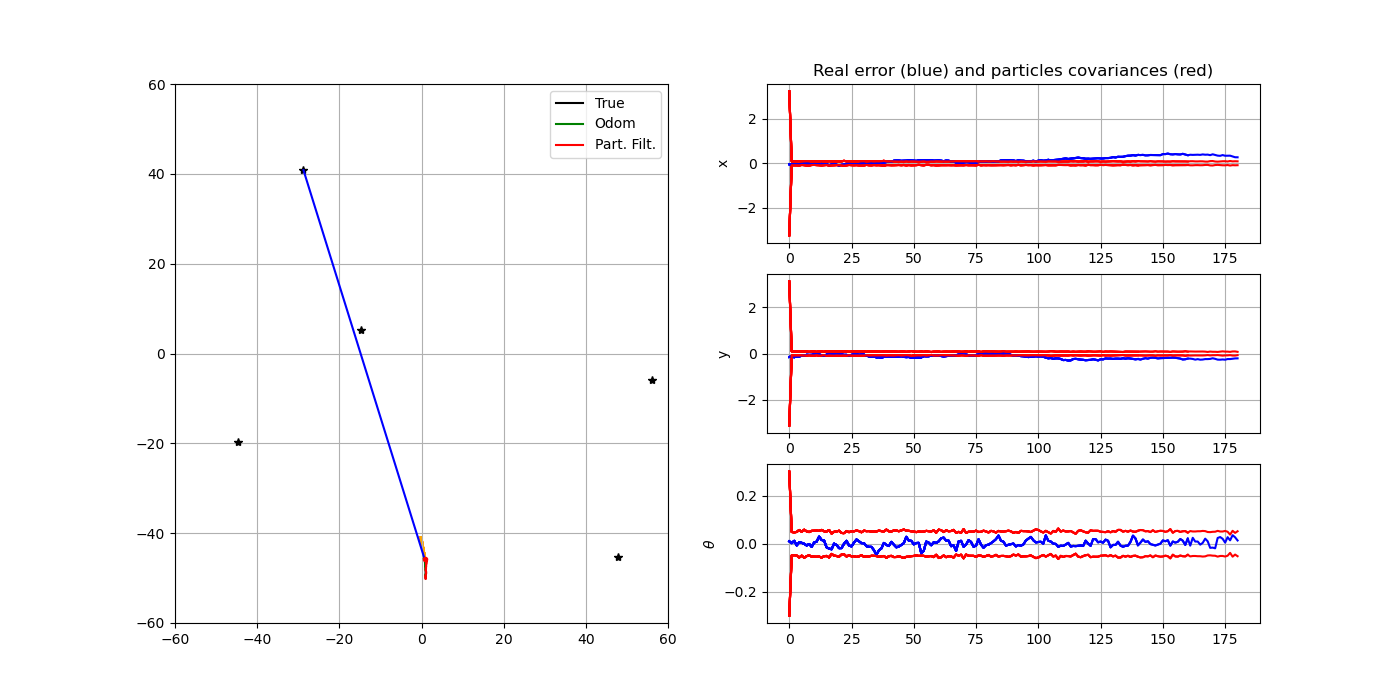 60
40
20
0
−20
−40
−60
−60 −40 −20 0 20 40 60
True
Odom
Part. Filt.
Real error (blue) and particles covariances (red)
x
2
0
−2
0 25 50 75 100 125 150 175
y
2
0
−2
0 25 50 75 100 125 150 175
θ
0.2
0.0
−0.2
0 25 50 75 100 125 150 175